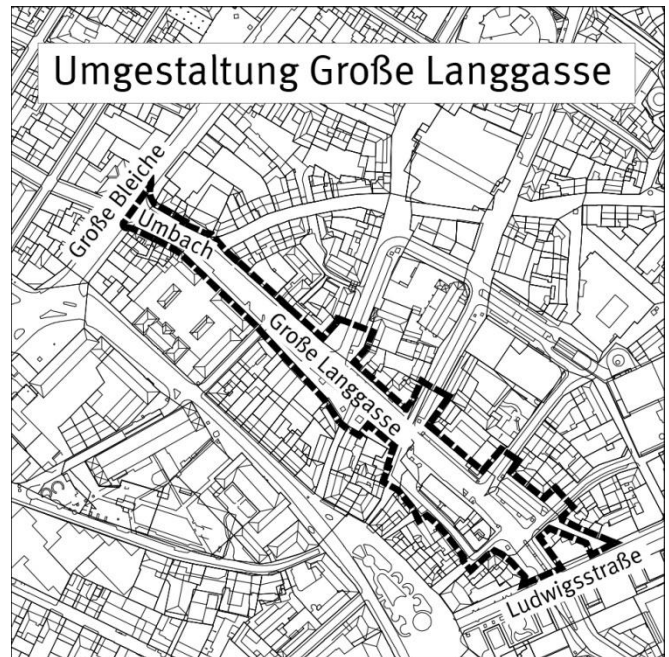 Umgestaltung Große Langgasse
Große Bleiche
Umbach
Große Langgasse
Ludwigsstraße